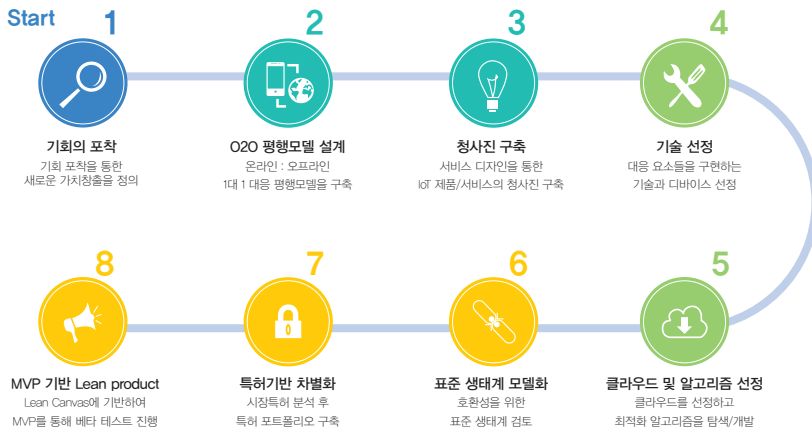 Start
1
2
3
4
기회의 포착
기회 포착을 통한
새로운 가치창출을 정의
O2O 평행모델 설계
온라인 : 오프라인
1대 1 대응 평행모델을 구축
청사진 구축
서비스 디자인을 통한
IoT 제품/서비스의 청사진 구축
기술 선정
대응 요소들을 구현하는
기술과 디바이스 선정
8
7
6
5
MVP 기반 Lean product
Lean Canvas에 기반하여
MVP를 통해 베타 테스트 진행
특허기반 차별화
시장특허 분석 후
특허 포트폴리오 구축
표준 생태계 모델화
호환성을 위한
표준 생태계 검토
클라우드 및 알고리즘 선정
클라우드를 선정하고
최적화 알고리즘을 탐색/개발